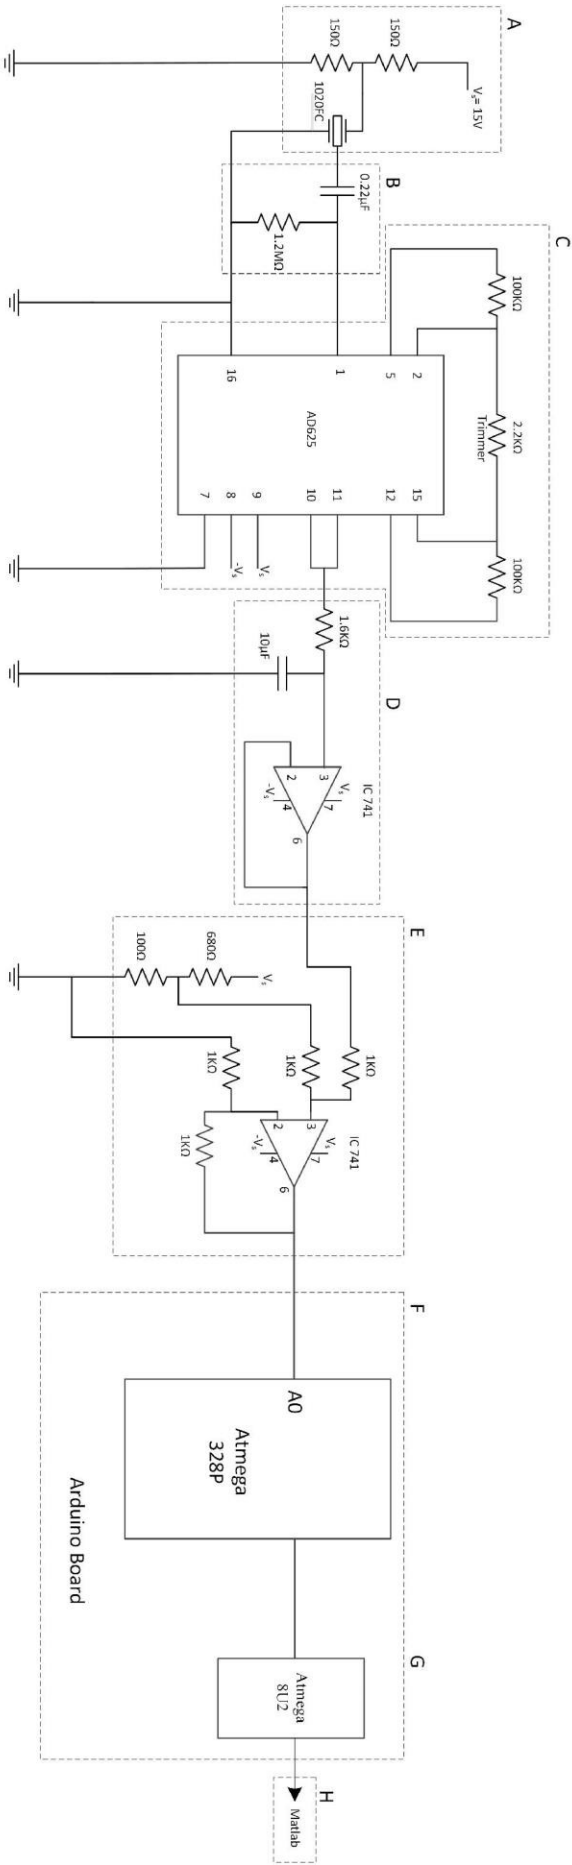 A
150Ω
150Ω
Vs= 15V
1020FC
B
0.22µF
1.2MΩ
C
100KΩ
2.2KΩ
Trimmer
100KΩ
5
2
12
15
1
16
AD625
11
10
9
8
7
Vs
-Vs
D
1.6KΩ
10µF
IC 741
3
2
Vs
7
-Vs
4
6
E
680Ω
100Ω
Vs
1KΩ
1KΩ
1KΩ
1KΩ
IC 741
3
2
Vs
7
-Vs
4
6
F
A0
Atmega
328P
Arduino Board
G
Atmega
8U2
H
Matlab